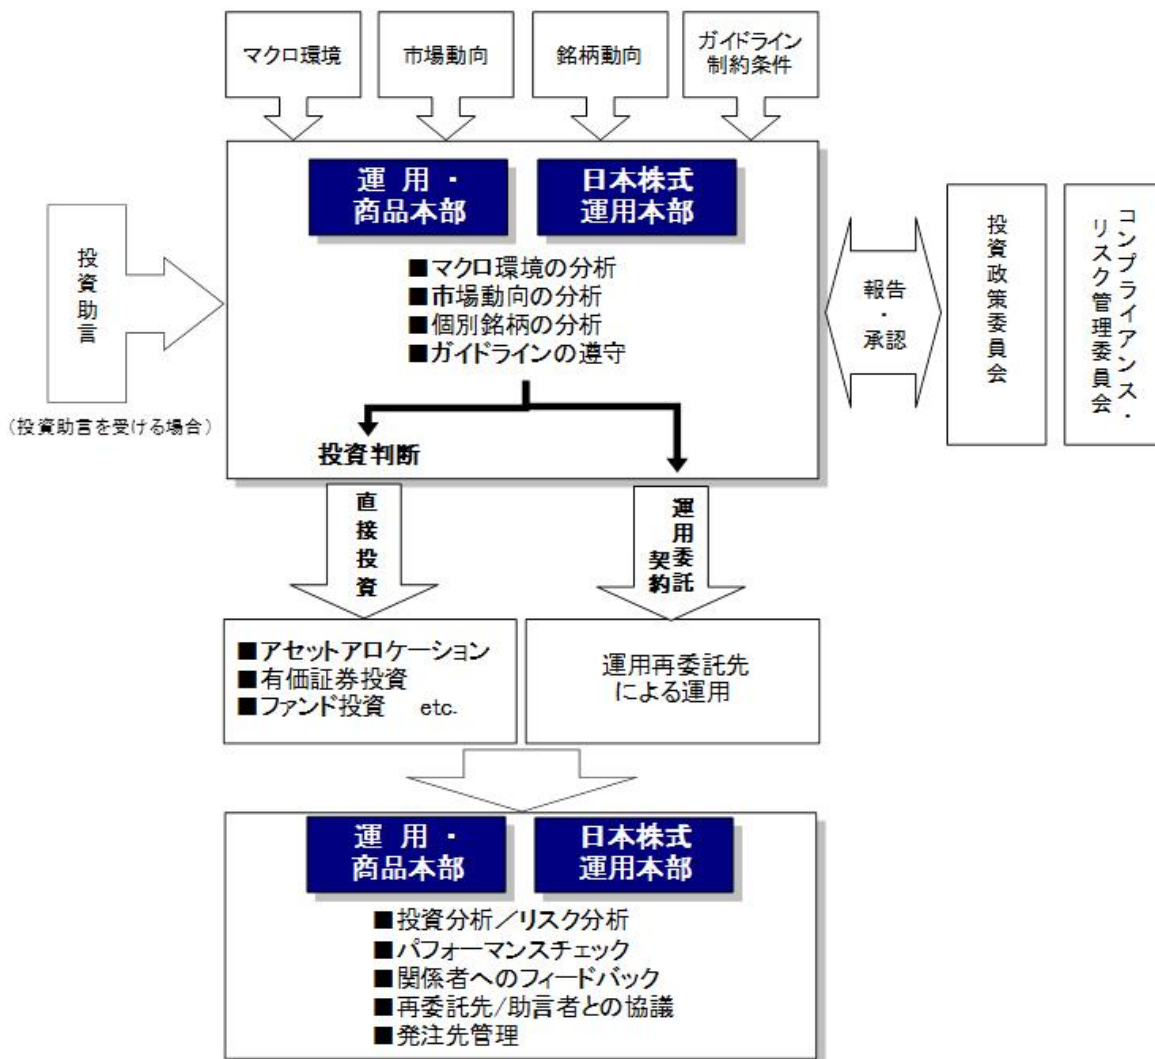 マクロ環境
市場動向
銘柄動向
ガイドライン
制約条件
運 用 ・
商品本部
日本株式
運用本部
■マクロ環境の分析
■市場動向の分析
■個別銘柄の分析
■ガイドラインの遵守
投資助言
(投資助言を受ける場合)
報告
・
承認
投資政策委員会
コンプライアンス・
リスク管理委員会
投資判断
直接投資
運用委託
契約
■アセットアロケーション
■有価証券投資
■ファンド投資 etc.
運用再委託先
による運用
運 用 ・
商品本部
日本株式
運用本部
■投資分析／リスク分析
■パフォーマンスチェック
■関係者へのフィードバック
■再委託先/助言者との協議
■発注先管理